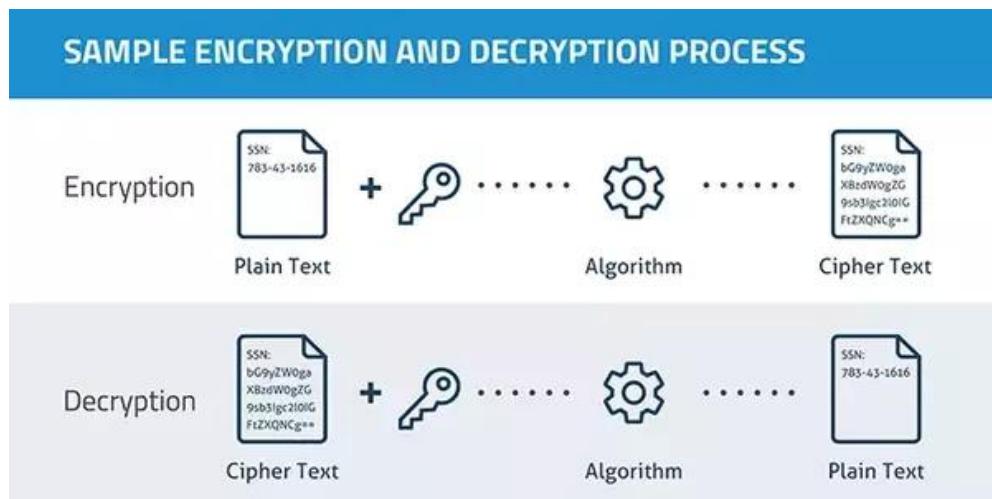 SAMPLE ENCRYPTION AND DECRYPTION PROCESS
Encryption
SSN:
783-43-1616
Plain Text
+
Algorithm
SSN:
bG9yZW0ga
XBzdW0gZG
9sb3Igc2l0IG
FtZXQNCg==
Cipher Text
Decryption
SSN:
bG9yZW0ga
XBzdW0gZG
9sb3Igc2l0IG
FtZXQNCg==
Cipher Text
+
Algorithm
SSN:
783-43-1616
Plain Text